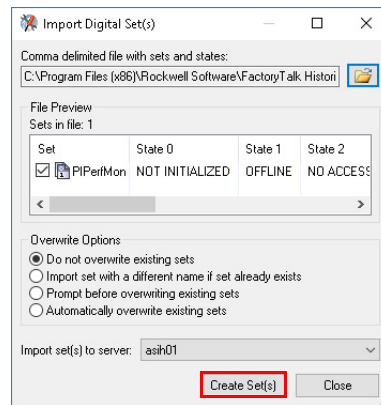 Import Digital Set(s)
Comma delimited file with sets and states:
C:\Program Files (x86)\Rockwell Software\FactoryTalk Histori
File Preview
Sets in file: 1
Set State 0 State 1 State 2
PIPerfMon NOT INITIALIZED OFFLINE NO ACCESS
Overwrite Options
Do not overwrite existing sets
Import set with a different name if set already exists
Prompt before overwriting existing sets
Automatically overwrite existing sets
Import set(s) to server: asih01
Create Set(s) Close